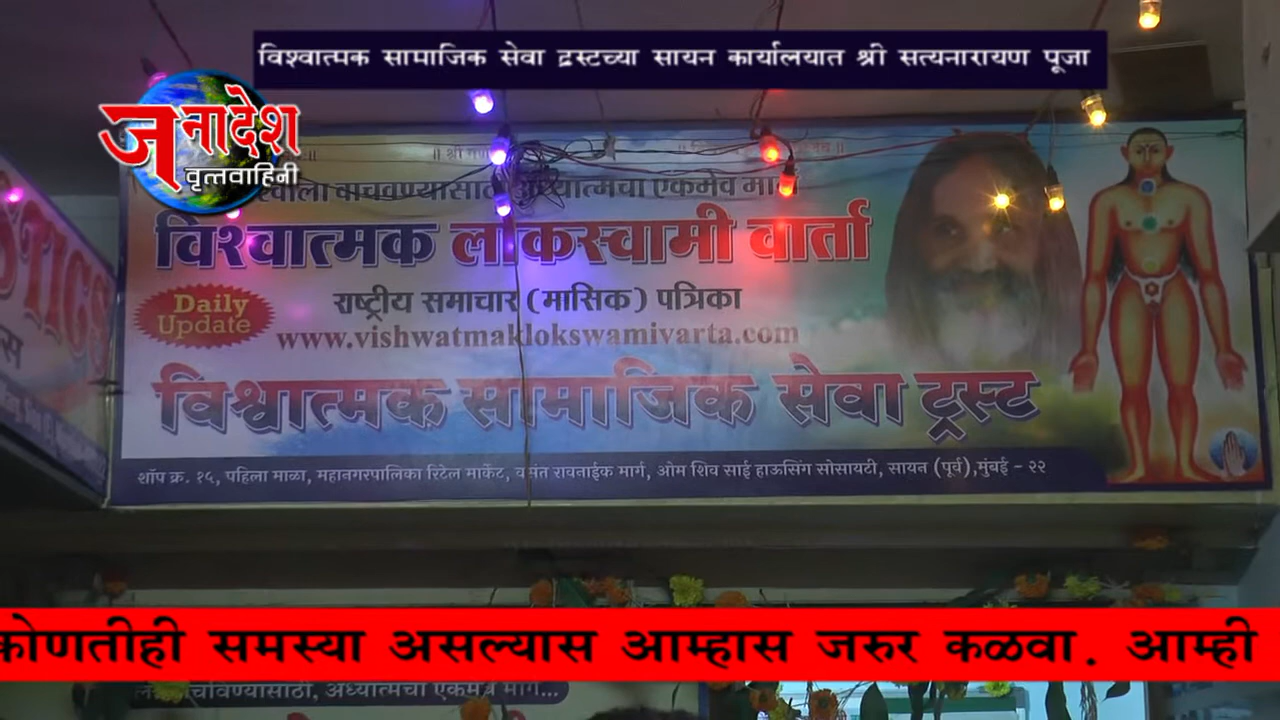 विश्वात्मक सामाजिक सेवा ट्रस्टच्या सायन कार्यालयात श्री सत्यनारायण पूजा
जनादेश
वृत्तवाहिनी
वाचवण्यासाठी अध्यात्मचा एकमेव मार्ग
विश्वात्मक लोकस्वामी वार्ता
Daily
Update
राष्ट्रीय समाचार (मासिक) पत्रिका
www.vishwatmaklokswamivarta.com
विश्वात्मक सामाजिक सेवा ट्रस्ट
शॉप क्र. १५, पहिला माळा, महानगरपालिका रिटेल मार्केट, वसंत रावनाईक मार्ग, ओम शिव साई हाऊसिंग सोसायटी, सायन (पूर्व),मुंबई - २२
कोणतीही समस्या असल्यास आम्हास जरुर कळवा. आम्ही
अध्यात्मचा एकमेव मार्ग...